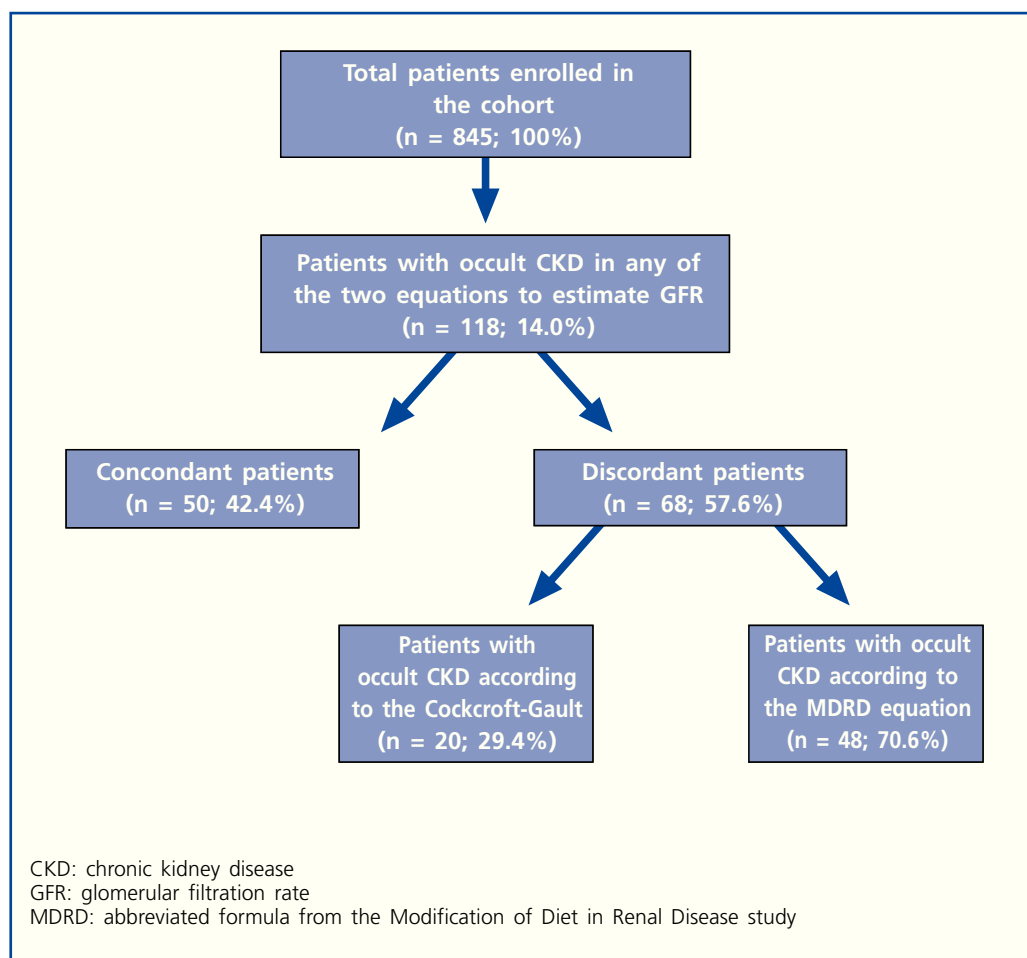 Total patients enrolled in
the cohort
(n = 845; 100%)
Patients with occult CKD in any of
the two equations to estimate GFR
(n = 118; 14.0%)
Concondant patients
(n = 50; 42.4%)
Discordant patients
(n = 68; 57.6%)
Patients with
occult CKD according
to the Cockcroft-Gault
(n = 20; 29.4%)
Patients with occult
CKD according to
the MDRD equation
(n = 48; 70.6%)
CKD: chronic kidney disease
GFR: glomerular filtration rate
MDRD: abbreviated formula from the Modification of Diet in Renal Disease study